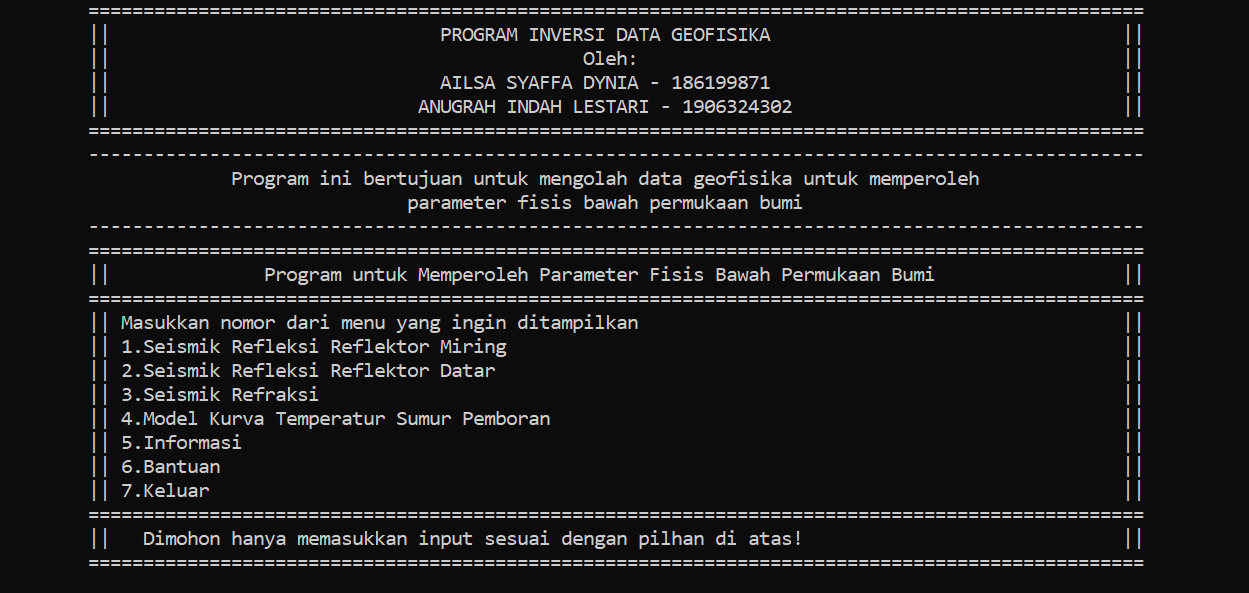 ================================================================================================
|| PROGRAM INVERSI DATA GEOFISIKA ||
|| Oleh: ||
|| AILSA SYAFFA DYNIA - 186199871 ||
|| ANUGRAH INDAH LESTARI - 1906324302 ||
================================================================================================
------------------------------------------------------------------------------------------------
Program ini bertujuan untuk mengolah data geofisika untuk memperoleh
parameter fisis bawah permukaan bumi
------------------------------------------------------------------------------------------------
================================================================================================
|| Program untuk Memperoleh Parameter Fisis Bawah Permukaan Bumi ||
================================================================================================
|| Masukkan nomor dari menu yang ingin ditampilkan ||
|| 1.Seismik Refleksi Reflektor Miring ||
|| 2.Seismik Refleksi Reflektor Datar ||
|| 3.Seismik Refraksi ||
|| 4.Model Kurva Temperatur Sumur Pemboran ||
|| 5.Informasi ||
|| 6.Bantuan ||
|| 7.Keluar ||
================================================================================================
|| Dimohon hanya memasukkan input sesuai dengan pilhan di atas! ||
================================================================================================